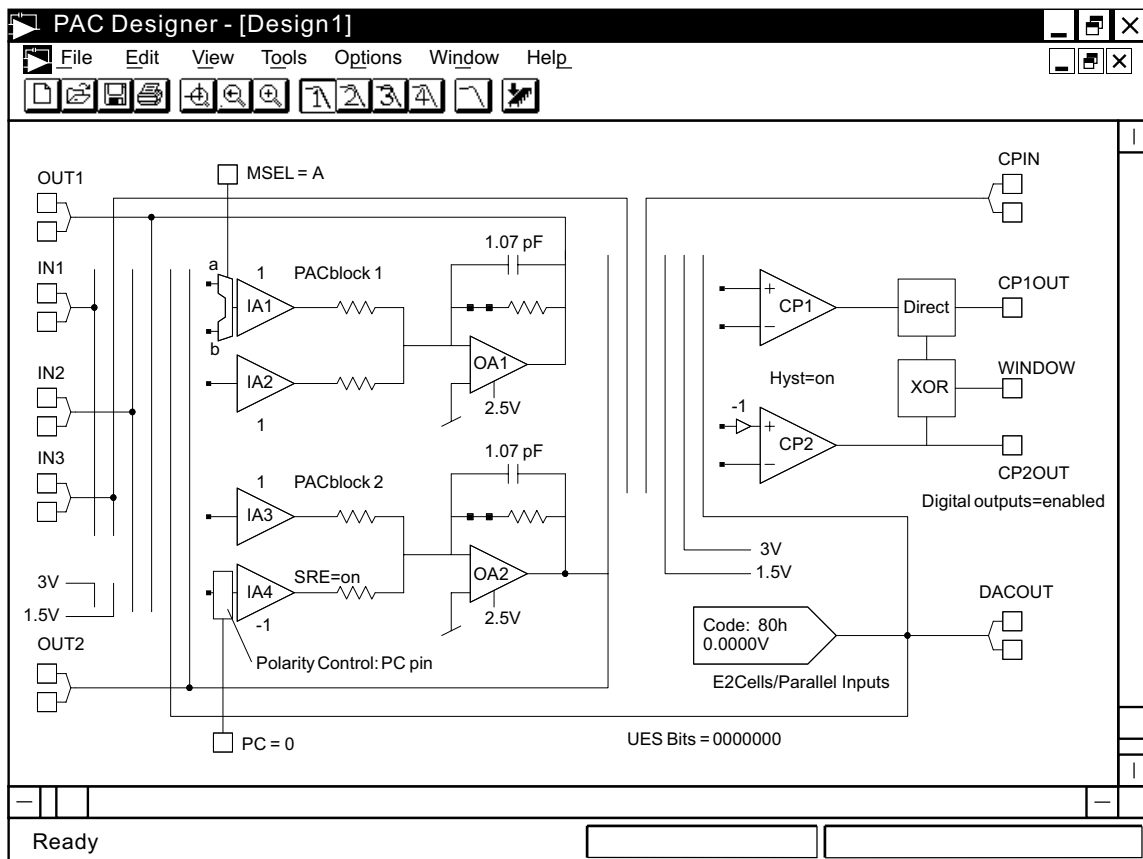 PAC Designer - [Design1]
File Edit View Tools Options Window Help
1 2 3 4
OUT1
MSEL = A
CPIN
1.07 pF
IN1
a
1
PACblock 1
IA1
b
OA1
CP1OUT
+
CP1
−
Direct
IN2
IA2
1
2.5V
Hyst=on
XOR
WINDOW
1.07 pF
-1
+
CP2
−
CP2OUT
IN3
1
PACblock 2
IA3
Digital outputs=enabled
3V
1.5V
SRE=on
IA4
-1
OA2
2.5V
3V
1.5V
DACOUT
Code: 80h
0.0000V
OUT2
Polarity Control: PC pin
E2Cells/Parallel Inputs
PC = 0
UES Bits = 0000000
Ready